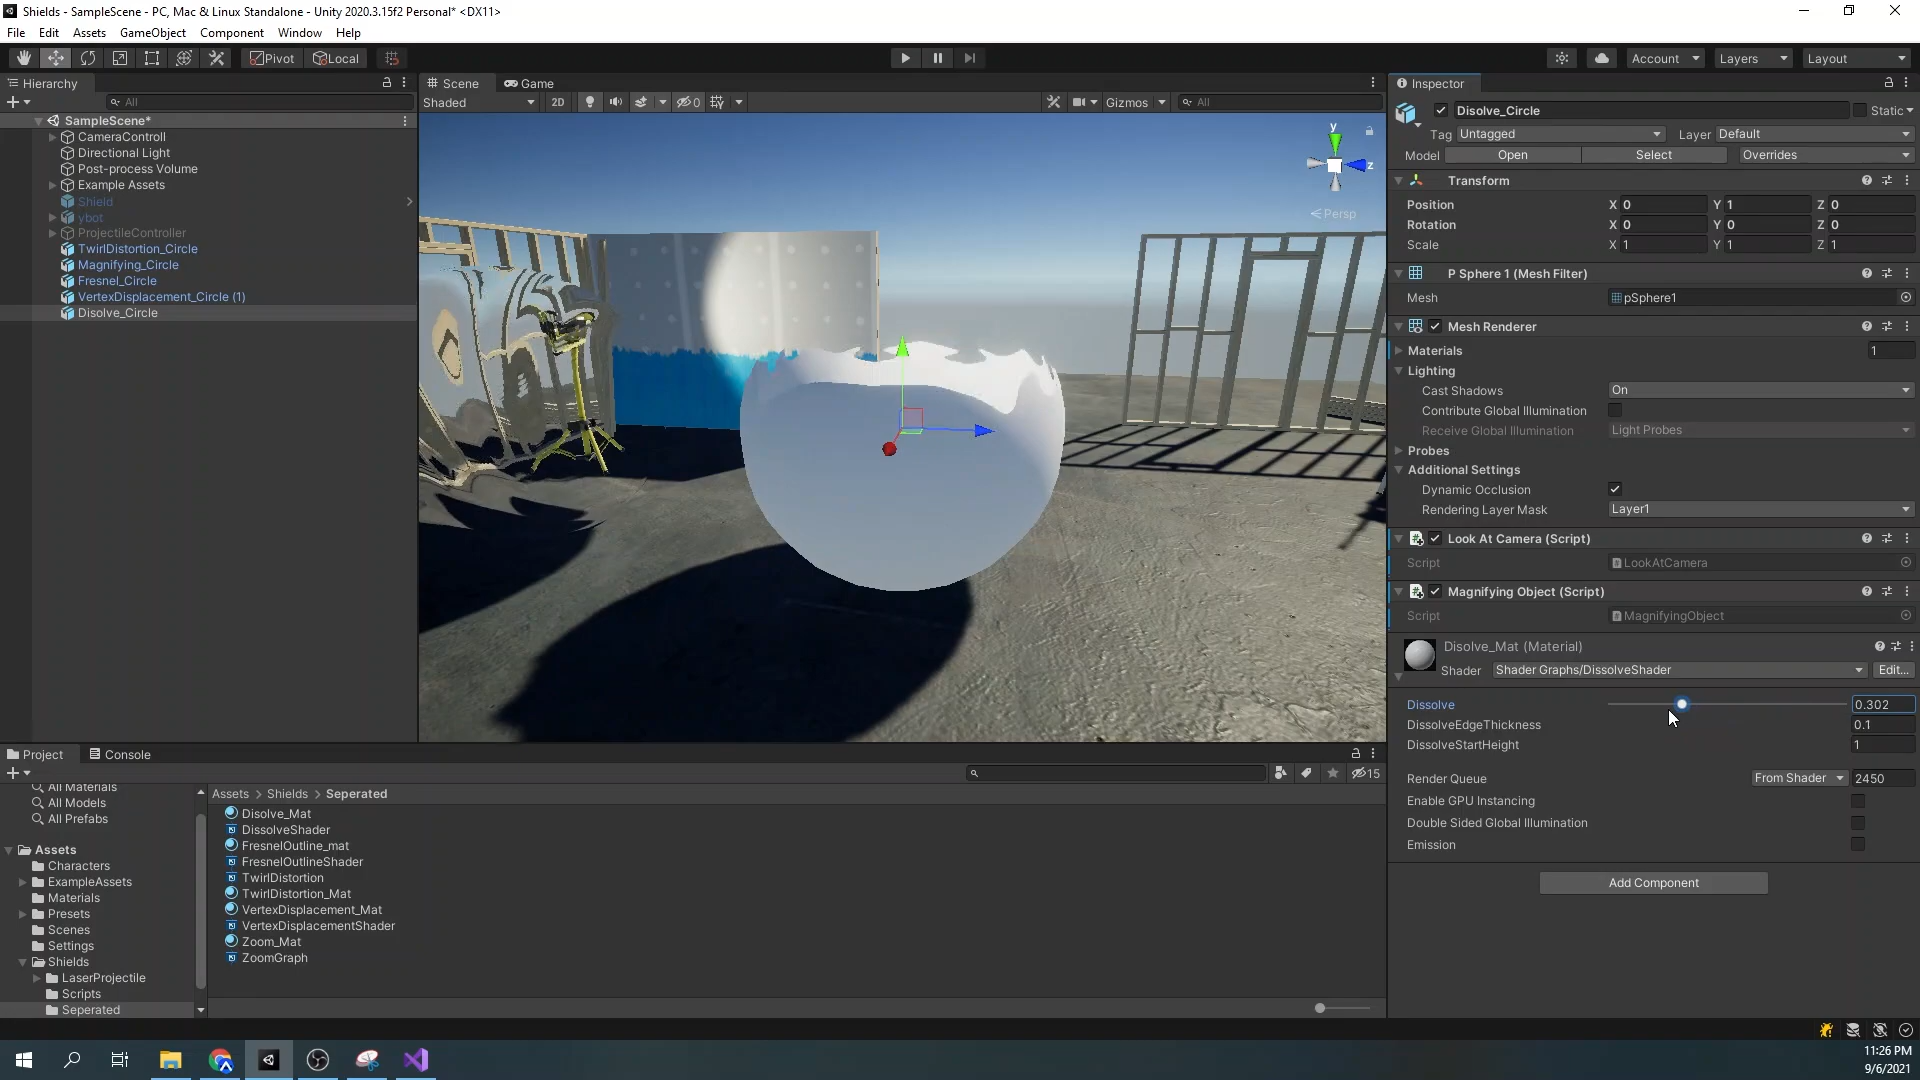 Shields - SampleScene - PC, Mac & Linux Standalone - Unity 2020.3.15f2 Personal* <DX11>
File Edit Assets GameObject Component Window Help
Pivot Local Account Layers Layout
Hierarchy
All
SampleScene*
CameraControll
Directional Light
Post-process Volume
Example Assets
Shield
ybot
ProjectileController
TwirlDistortion_Circle
Magnifying_Circle
Fresnel_Circle
VertexDisplacement_Circle (1)
Disolve_Circle
Scene Game
Shaded 2D 0 Gizmos All
y
z
Persp
Inspector
Disolve_Circle Static
Tag Untagged Layer Default
Model Open Select Overrides
Transform
Position X 0 Y 1 Z 0
Rotation X 0 Y 0 Z 0
Scale X 1 Y 1 Z 1
P Sphere 1 (Mesh Filter)
Mesh pSphere1
Mesh Renderer
Materials 1
Lighting
Cast Shadows On
Contribute Global Illumination
Receive Global Illumination Light Probes
Probes
Additional Settings
Dynamic Occlusion
Rendering Layer Mask Layer1
Look At Camera (Script)
Script LookAtCamera
Magnifying Object (Script)
Script MagnifyingObject
Disolve_Mat (Material)
Shader Shader Graphs/DissolveShader Edit...
Dissolve 0.302
DissolveEdgeThickness 0.1
DissolveStartHeight 1
Render Queue From Shader 2450
Enable GPU Instancing
Double Sided Global Illumination
Emission
Add Component
Project Console
15
All Materials
All Models
All Prefabs
Assets
Characters
ExampleAssets
Materials
Presets
Scenes
Settings
Shields
LaserProjectile
Scripts
Seperated
Assets > Shields > Seperated
Disolve_Mat
DissolveShader
FresnelOutline_mat
FresnelOutlineShader
TwirlDistortion
TwirlDistortion_Mat
VertexDisplacement_Mat
VertexDisplacementShader
Zoom_Mat
ZoomGraph
11:26 PM
9/6/2021